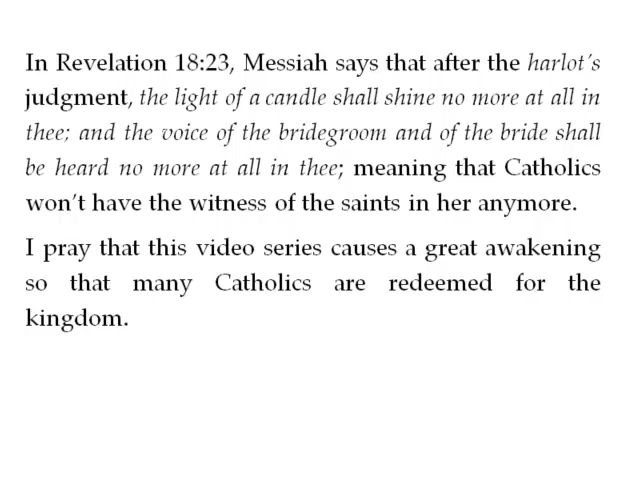 In Revelation 18:23, Messiah says that after the harlot's
judgment, the light of a candle shall shine no more at all in
thee; and the voice of the bridegroom and of the bride shall
be heard no more at all in thee; meaning that Catholics
won't have the witness of the saints in her anymore.
I pray that this video series causes a great awakening
so that many Catholics are redeemed for the
kingdom.